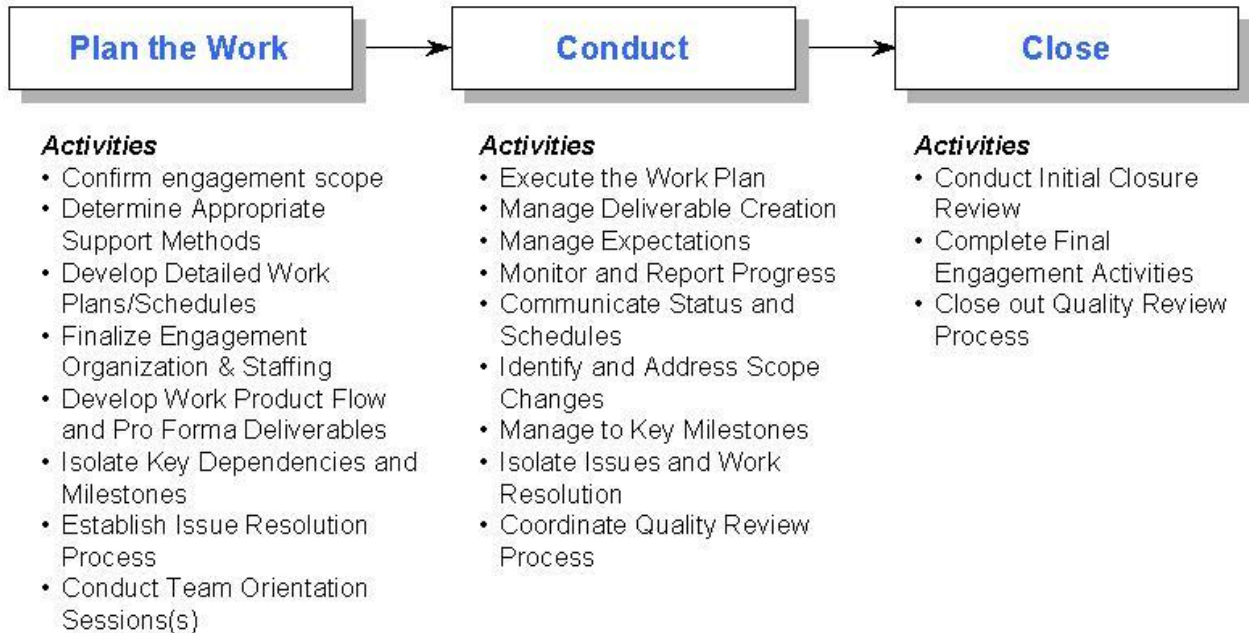 Plan the Work
Conduct
Close
Activities
• Confirm engagement scope
• Determine Appropriate
Support Methods
• Develop Detailed Work
Plans/Schedules
• Finalize Engagement
Organization & Staffing
• Develop Work Product Flow
and Pro Forma Deliverables
• Isolate Key Dependencies and
Milestones
• Establish Issue Resolution
Process
• Conduct Team Orientation
Sessions(s)
Activities
• Execute the Work Plan
• Manage Deliverable Creation
• Manage Expectations
• Monitor and Report Progress
• Communicate Status and
Schedules
• Identify and Address Scope
Changes
• Manage to Key Milestones
• Isolate Issues and Work
Resolution
• Coordinate Quality Review
Process
Activities
• Conduct Initial Closure
Review
• Complete Final
Engagement Activities
• Close out Quality Review
Process